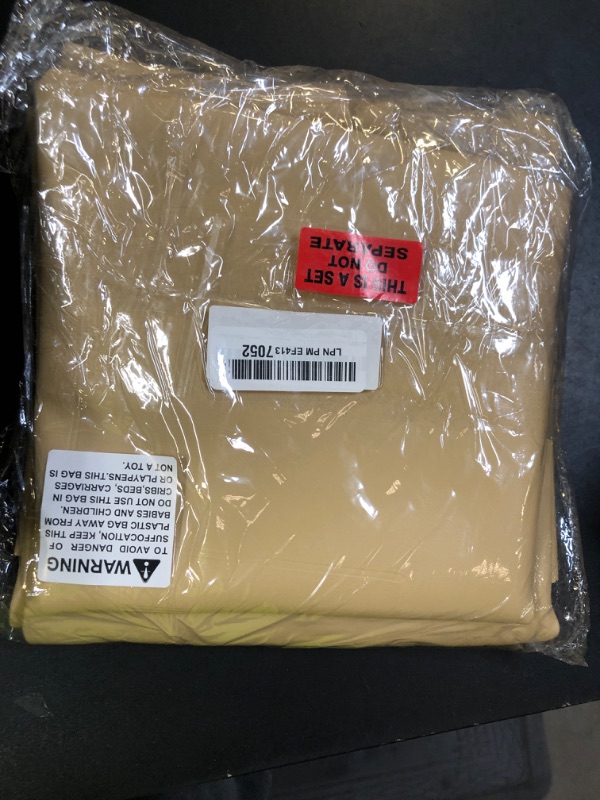 THIS IS A SET
DO NOT
SEPARATE
LPN PM EF413 7052
WARNING
TO AVOID DANGER OF
SUFFOCATION, KEEP THIS
PLASTIC BAG AWAY FROM
BABIES AND CHILDREN.
DO NOT USE THIS BAG IN
CRIBS,BEDS, CARRIAGES
OR PLAYPENS.THIS BAG IS
NOT A TOY.